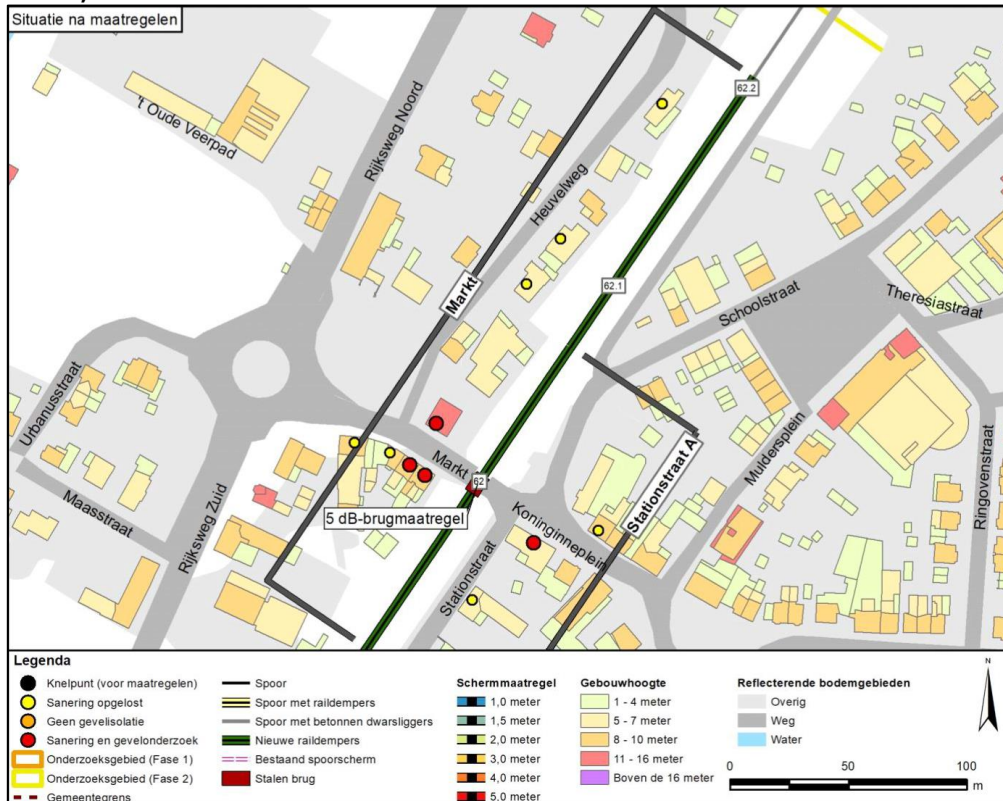 Situatie na maatregelen
't Oude Veerpad
Rijksweg Noord
Heuvelweg
62.2
62.1
Markt
Schoolstraat
Theresiastraat
Urbanusstraat
Maasstraat
Rijksweg Zuid
Markt
62
5 dB-brugmaatregel
Koninginneplein
Stationstraat
Stationstraat A
Muldersplein
Ringovenstraat
Legenda
Knelpunt (voor maatregelen)
Sanering opgelost
Geen gevelisolatie
Sanering en gevelonderzoek
Onderzoeksgebied (Fase 1)
Onderzoeksgebied (Fase 2)
Gemeentegrens
Spoor
Spoor met raildempers
Spoor met betonnen dwarsliggers
Nieuwe raildempers
Bestaand spoorscherm
Stalen brug
Schermmaatregel
1,0 meter
1,5 meter
2,0 meter
3,0 meter
4,0 meter
5,0 meter
Gebouwhoogte
1 - 4 meter
5 - 7 meter
8 - 10 meter
11 - 16 meter
Boven de 16 meter
Reflecterende bodemgebieden
Overig
Weg
Water
N
0 50 100
m